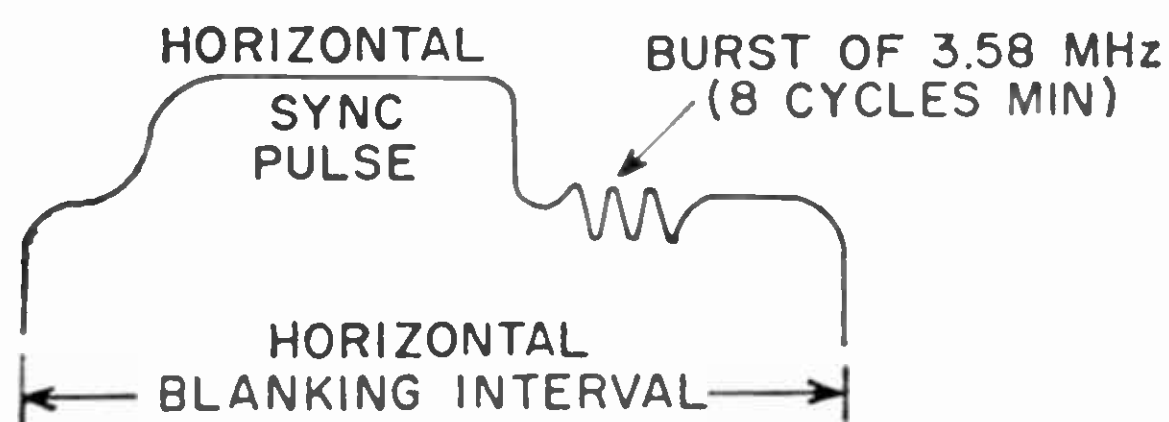 HORIZONTAL
SYNC
PULSE
BURST OF 3.58 MHz
(8 CYCLES MIN)
HORIZONTAL
BLANKING INTERVAL